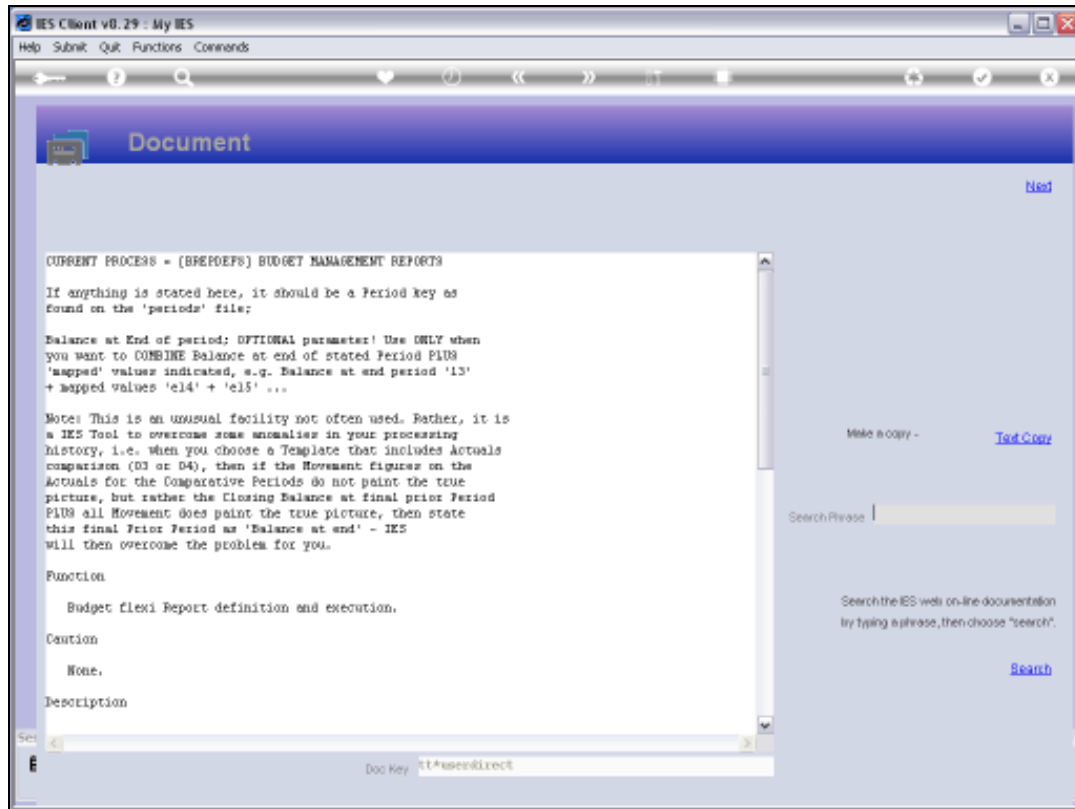 IES Client v8.29 : My IES
Help Submit Quit Functions Commands
Document
Next
CURRENT PROCESS = (BREPDEFS) BUDGET MANAGEMENT REPORTS
If anything is stated here, it should be a Period key as
found on the 'periods' file;
Balance at End of period; OPTIONAL parameter! Use ONLY when
you want to COMBINE Balance at end of stated Period PLUS
'mapped' values indicated, e.g. Balance at end period '13'
+ mapped values 'e14' + 'e15' ...
Note: This is an unusual facility not often used. Rather, it is
a IES Tool to overcome some anomalies in your processing
history, i.e. when you choose a Template that includes Actuals
comparison (03 or 04), then if the Movement figures on the
Actuals for the Comparative Periods do not paint the true
picture, but rather the Closing Balance at final prior Period
PLUS all Movement does paint the true picture, then state
this final Prior Period as 'Balance at end' - IES
will then overcome the problem for you.
Function
Budget flexi Report definition and execution.
Caution
None.
Description
Make a copy -
Text Copy
Search Phrase
Search the IES web on-line documentation
by typing a phrase, then choose "search".
Search
Doc Key tt*userdirect